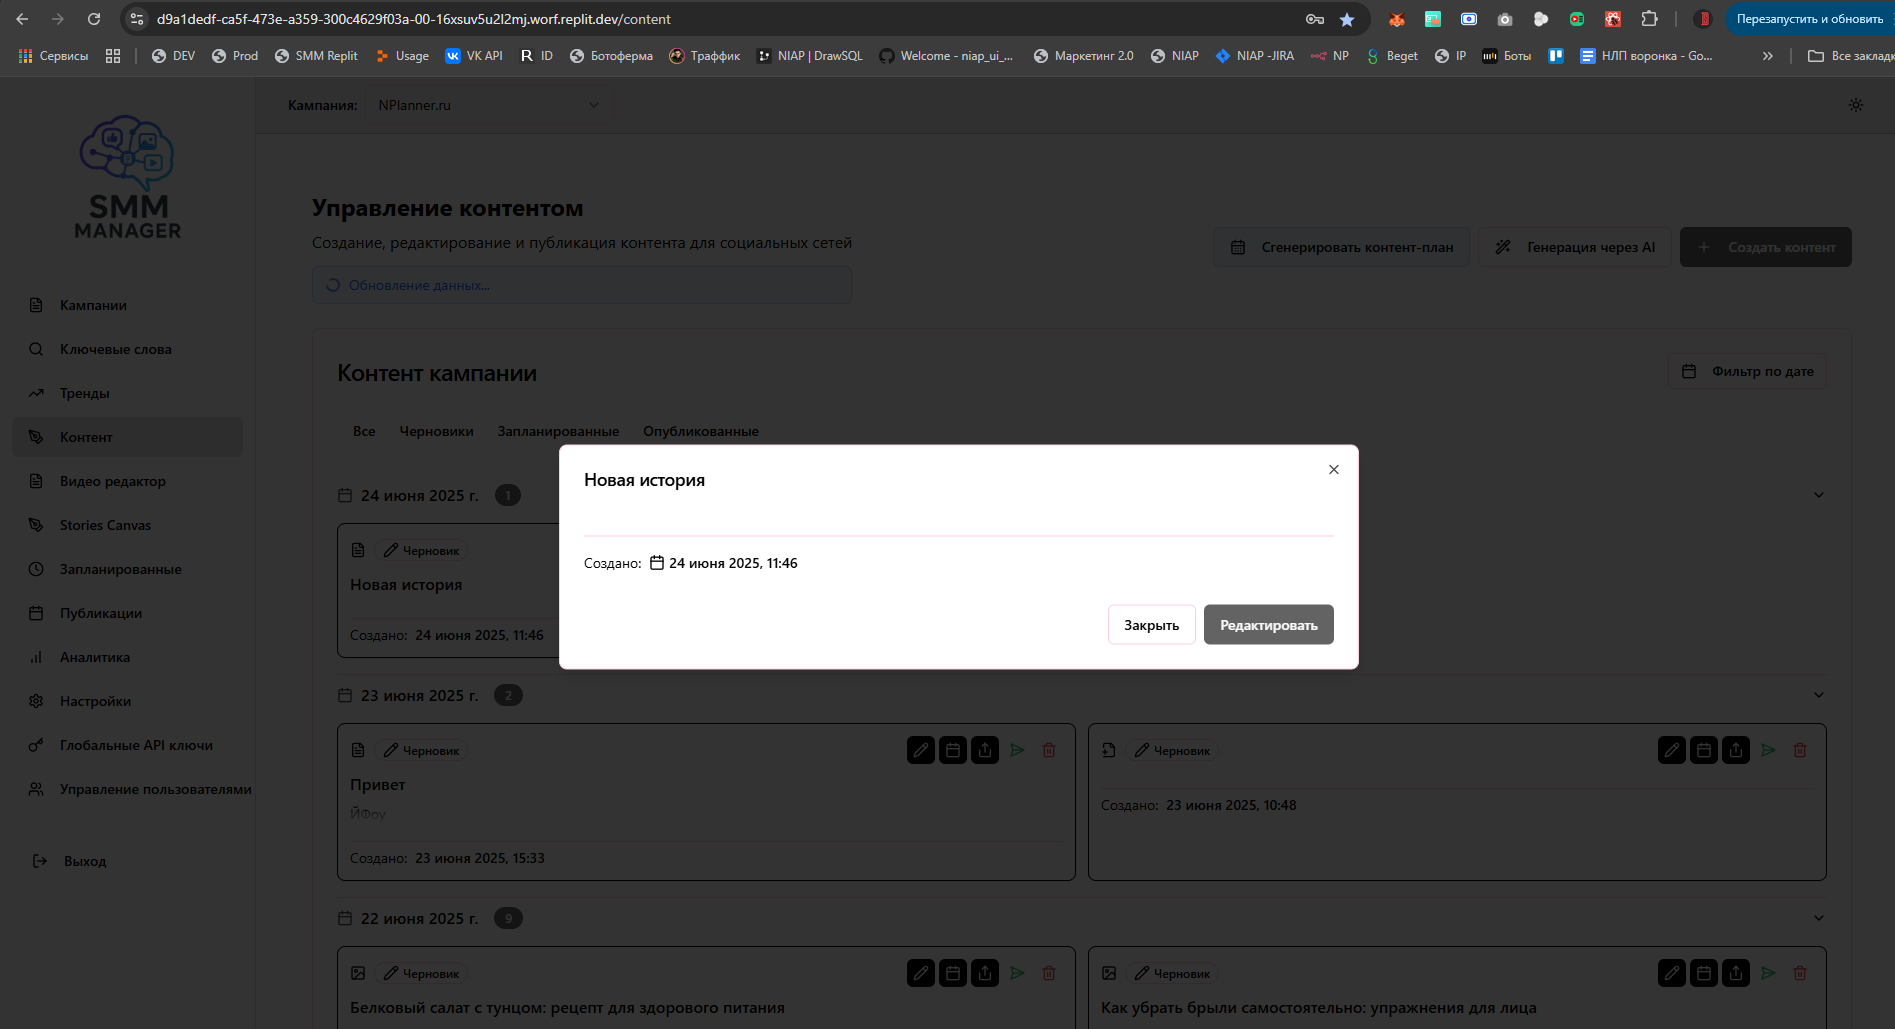 d9a1dedf-ca5f-473e-a359-300c4629f03a-00-16xsuv5u2l2mj.worf.replit.dev/content
Перезапустить и обновить
Сервисы
DEV
Prod
SMM Replit
Usage
VK API
ID
Ботоферма
Траффик
NIAP | DrawSQL
Welcome - niap_ui_...
Маркетинг 2.0
NIAP
NIAP -JIRA
NP
Beget
IP
Боты
НЛП воронка - Go...
Все закладк
SMM
MANAGER
Кампания: NPlanner.ru
Кампании
Ключевые слова
Тренды
Контент
Видео редактор
Stories Canvas
Запланированные
Публикации
Аналитика
Настройки
Глобальные API ключи
Управление пользователями
Выход
Управление контентом
Создание, редактирование и публикация контента для социальных сетей
Обновление данных...
Сгенерировать контент-план
Генерация через AI
Создать контент
Контент кампании
Фильтр по дате
Все
Черновики
Запланированные
Опубликованные
24 июня 2025 г. 1
Черновик
Новая история
Создано: 24 июня 2025, 11:46
Новая история
Создано: 24 июня 2025, 11:46
Закрыть
Редактировать
23 июня 2025 г. 2
Черновик
Привет
ЙФоу
Создано: 23 июня 2025, 15:33
Черновик
Создано: 23 июня 2025, 10:48
22 июня 2025 г. 9
Черновик
Белковый салат с тунцом: рецепт для здорового питания
Черновик
Как убрать брыли самостоятельно: упражнения для лица